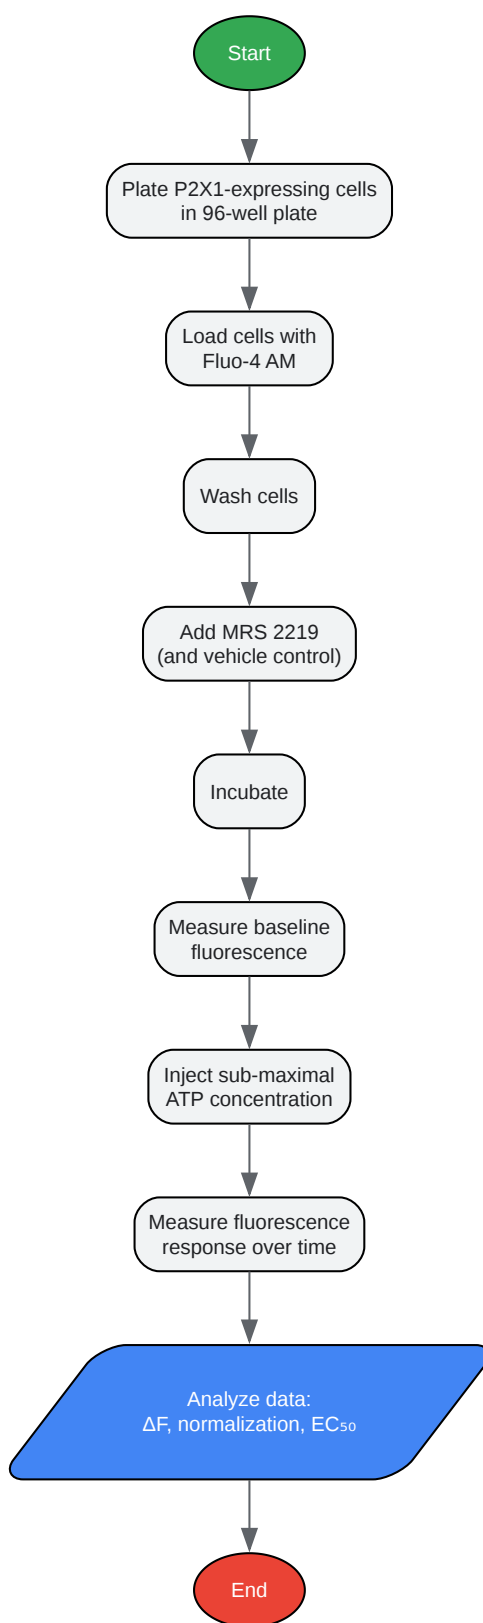 Start
Plate P2X1-expressing cells
in 96-well plate
Load cells with
Fluo-4 AM
Wash cells
Add MRS 2219
(and vehicle control)
Incubate
Measure baseline
fluorescence
Inject sub-maximal
ATP concentration
Measure fluorescence
response over time
Analyze data:
ΔF, normalization, EC₅₀
End